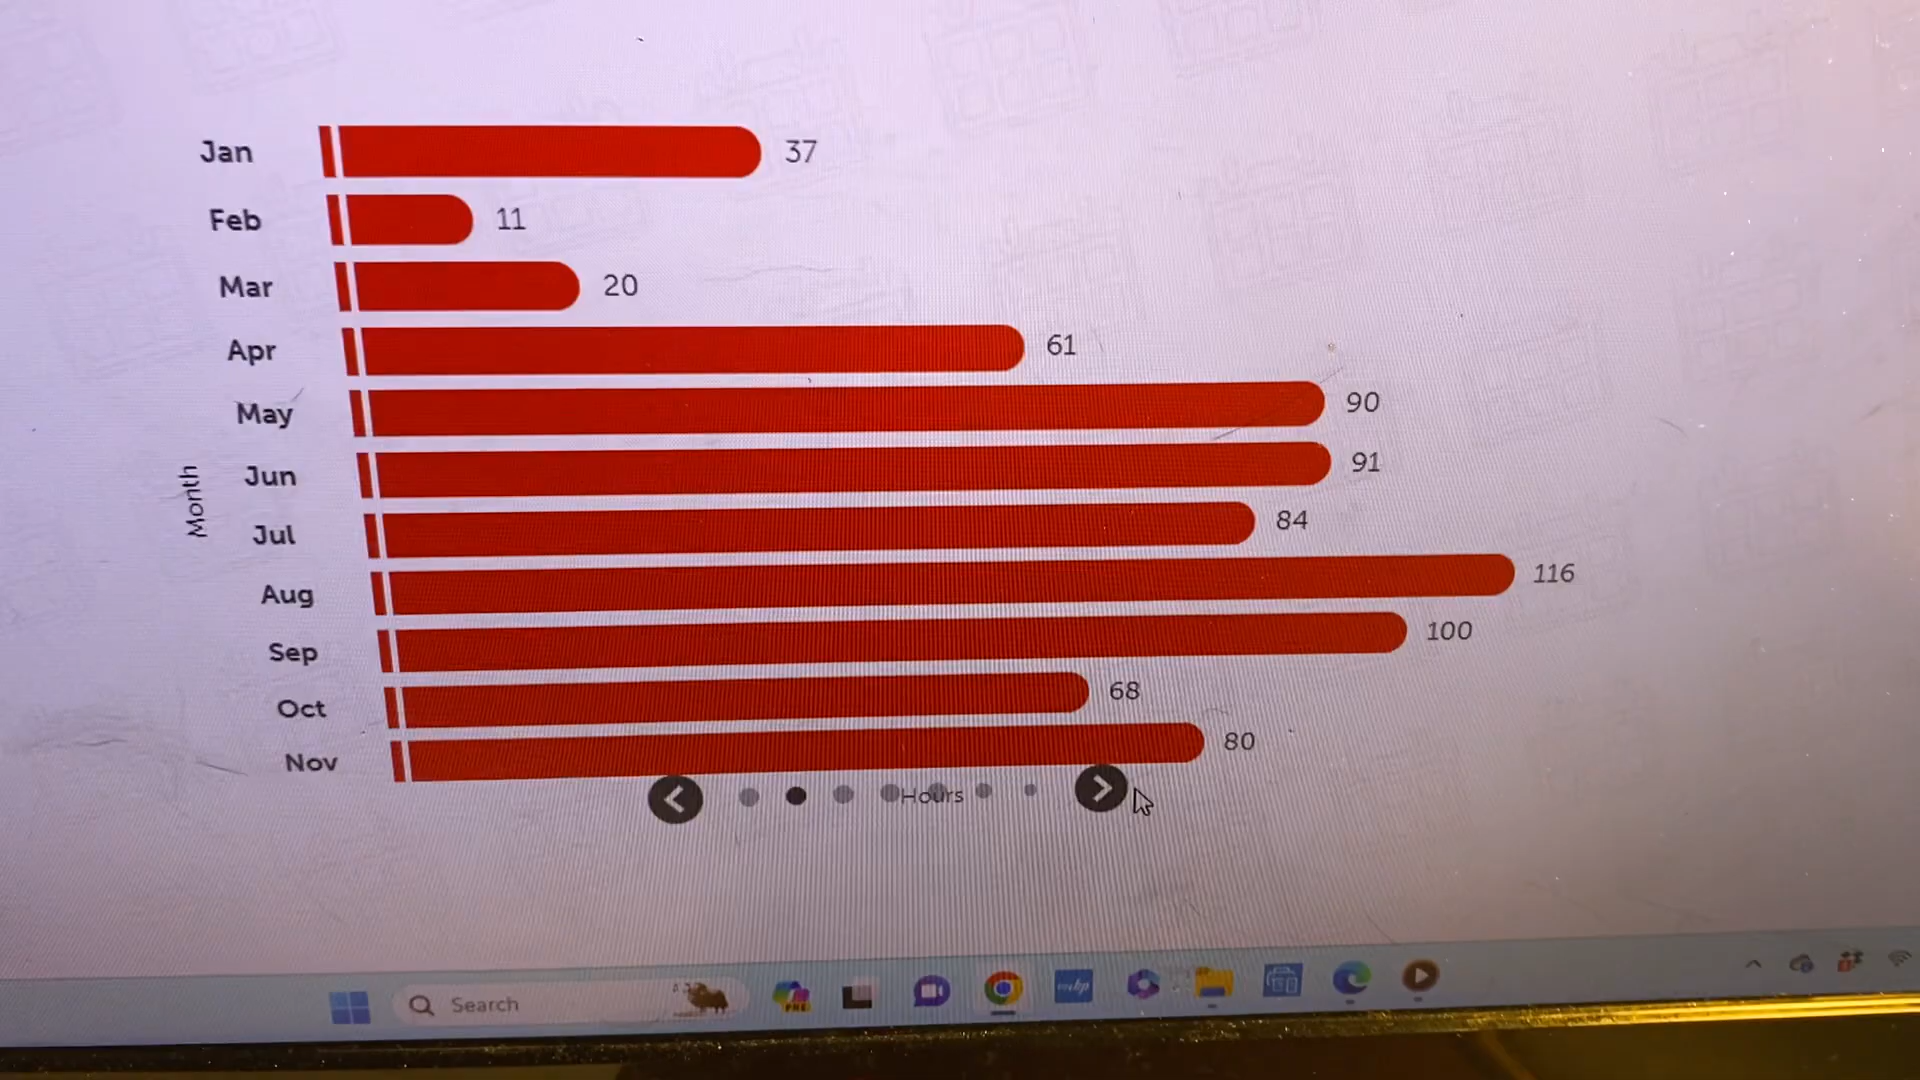 Jan 37
Feb 11
Mar 20
Apr 61
May 90
Jun 91
Jul 84
Aug 116
Sep 100
Oct 68
Nov 80
Month
Hours
Search
PRE